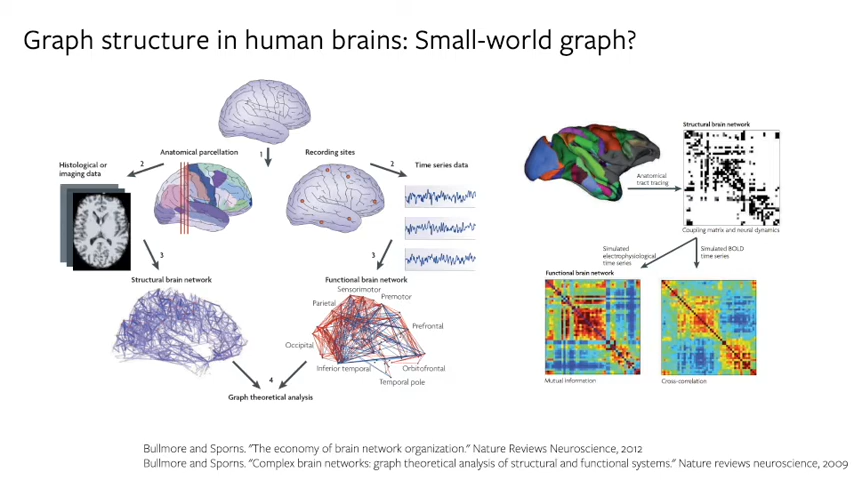 Graph structure in human brains: Small-world graph?
Anatomical parcellation
1
Recording sites
Histological or
imaging data
2
2
Time series data
3
3
Structural brain network
Functional brain network
Sensorimotor
Premotor
Parietal
Prefrontal
Occipital
Inferior temporal
Orbitofrontal
Temporal pole
4
Graph theoretical analysis
Structural brain network
Anatomical
tract tracing
Coupling matrix and neural dynamics
Simulated
electrophysiological
time series
Simulated BOLD
time series
Functional brain network
Mutual information
Cross-correlation
Bullmore and Sporns. "The economy of brain network organization." Nature Reviews Neuroscience, 2012
Bullmore and Sporns. "Complex brain networks: graph theoretical analysis of structural and functional systems." Nature reviews neuroscience, 2009